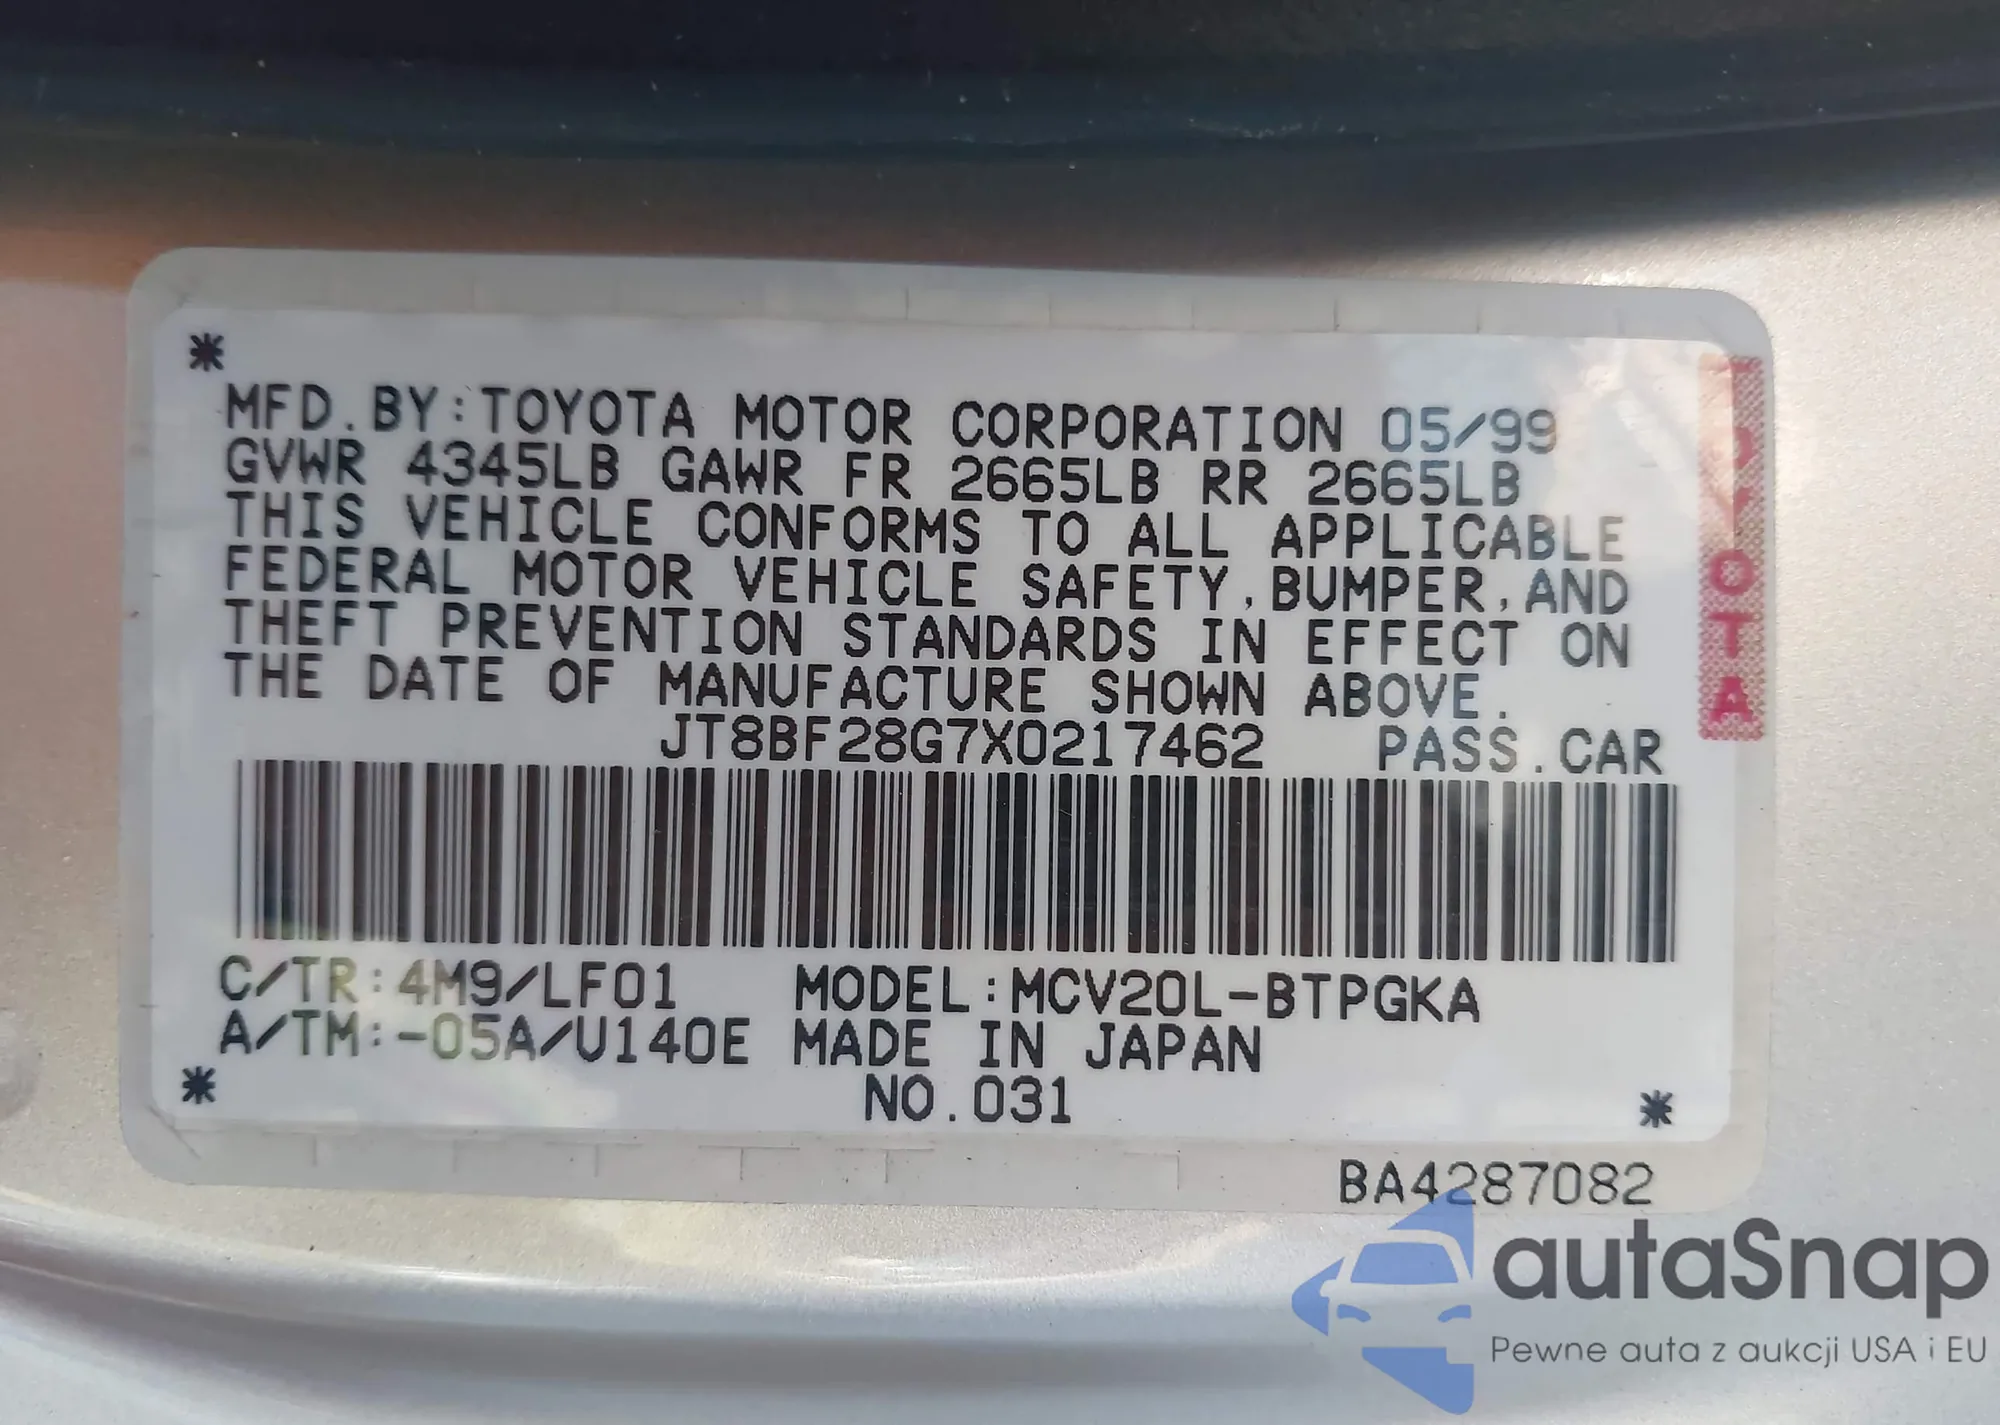 *
MFD.BY:TOYOTA MOTOR CORPORATION 05/99
GVWR 4345LB GAWR FR 2665LB RR 2665LB
THIS VEHICLE CONFORMS TO ALL APPLICABLE
FEDERAL MOTOR VEHICLE SAFETY,BUMPER,AND
THEFT PREVENTION STANDARDS IN EFFECT ON
THE DATE OF MANUFACTURE SHOWN ABOVE.
JT8BF28G7X0217462 PASS.CAR
C/TR:4M9/LF01 MODEL:MCV20L-BTPGKA
A/TM:-05A/U140E MADE IN JAPAN
* NO.031 *
BA4287082
TOYOTA
autaSnap
Pewne auta z aukcji USA i EU